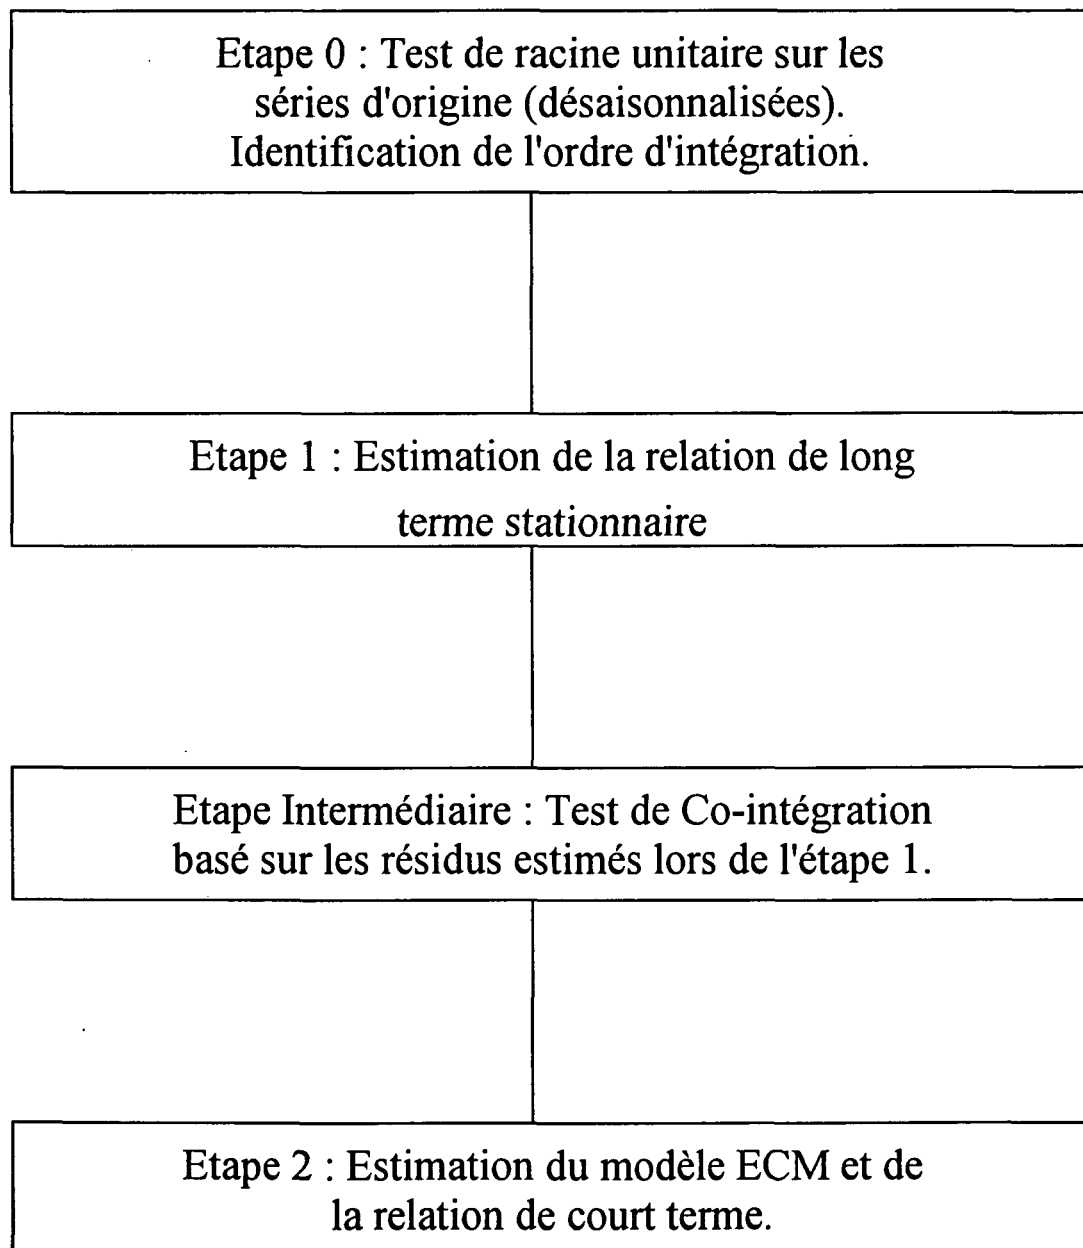 Etape 0 : Test de racine unitaire sur les
séries d'origine (désaisonnalisées).
Identification de l'ordre d'intégration.
Etape 1 : Estimation de la relation de long
terme stationnaire
Etape Intermédiaire : Test de Co-intégration
basé sur les résidus estimés lors de l'étape 1.
Etape 2 : Estimation du modèle ECM et de
la relation de court terme.